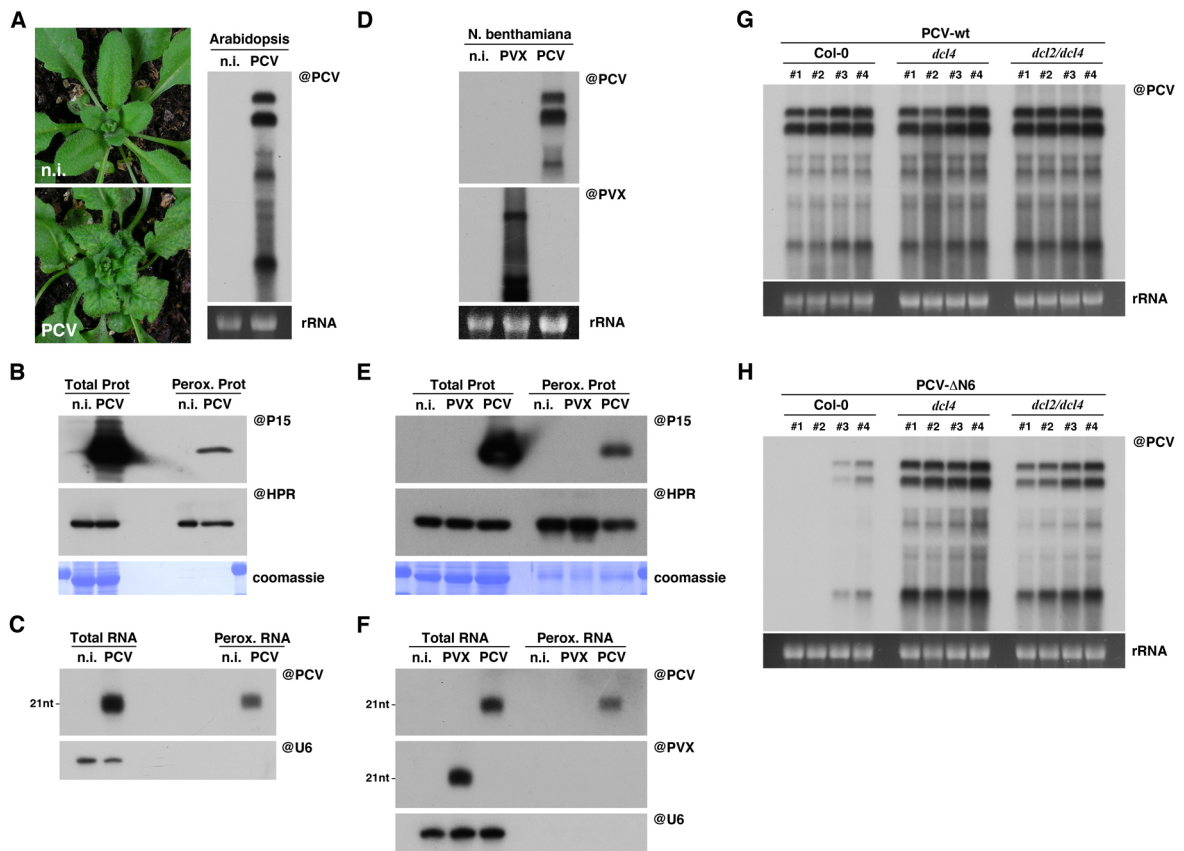 A
n.i.
PCV
Arabidopsis
n.i. PCV
@PCV
rRNA
B
Total Prot Perox. Prot
n.i. PCV n.i. PCV
@P15
@HPR
coomassie
C
Total RNA Perox. RNA
n.i. PCV n.i. PCV
@PCV
21nt
@U6
D
N. benthamiana
n.i. PVX PCV
@PCV
@PVX
rRNA
E
Total Prot Perox. Prot
n.i. PVX PCV n.i. PVX PCV
@P15
@HPR
coomassie
F
Total RNA Perox. RNA
n.i. PVX PCV n.i. PVX PCV
@PCV
21nt
@PVX
21nt
@U6
G
PCV-wt
Col-0 dcl4 dcl2/dcl4
#1 #2 #3 #4 #1 #2 #3 #4 #1 #2 #3 #4
@PCV
rRNA
H
PCV-ΔN6
Col-0 dcl4 dcl2/dcl4
#1 #2 #3 #4 #1 #2 #3 #4 #1 #2 #3 #4
@PCV
rRNA